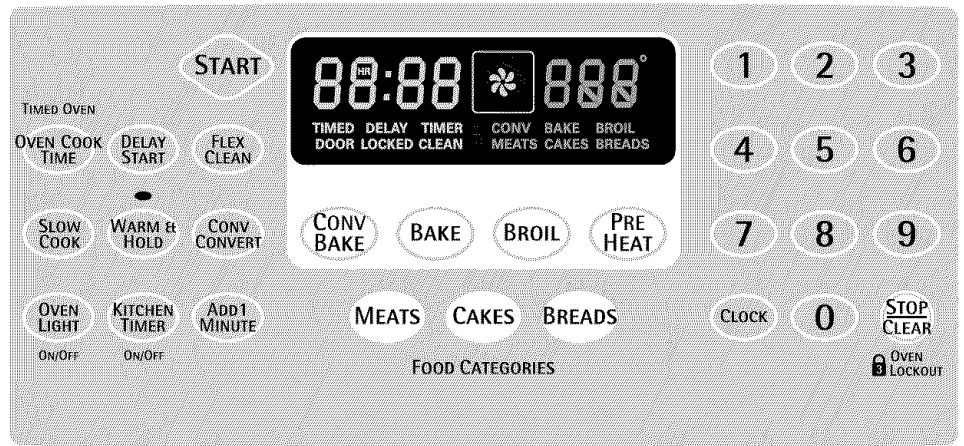 START
88:88
HR
888°
TIMED DELAY TIMER
DOOR LOCKED CLEAN
CONV BAKE BROIL
MEATS CAKES BREADS
1 2 3
TIMED OVEN
OVEN COOK
TIME
DELAY
START
FLEX
CLEAN
4 5 6
SLOW
COOK
WARM &
HOLD
CONV
CONVERT
CONV
BAKE
BAKE
BROIL
PRE
HEAT
7 8 9
OVEN
LIGHT
ON/OFF
KITCHEN
TIMER
ON/OFF
ADD 1
MINUTE
MEATS
CAKES
BREADS
FOOD CATEGORIES
CLOCK
0
STOP
CLEAR
3
OVEN
LOCKOUT